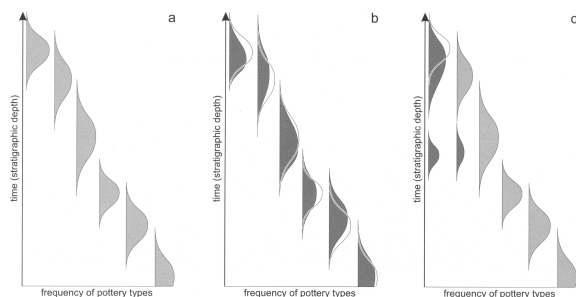 a
time (stratigraphic depth)
frequency of pottery types
b
time (stratigraphic depth)
frequency of pottery types
c
time (stratigraphic depth)
frequency of pottery types